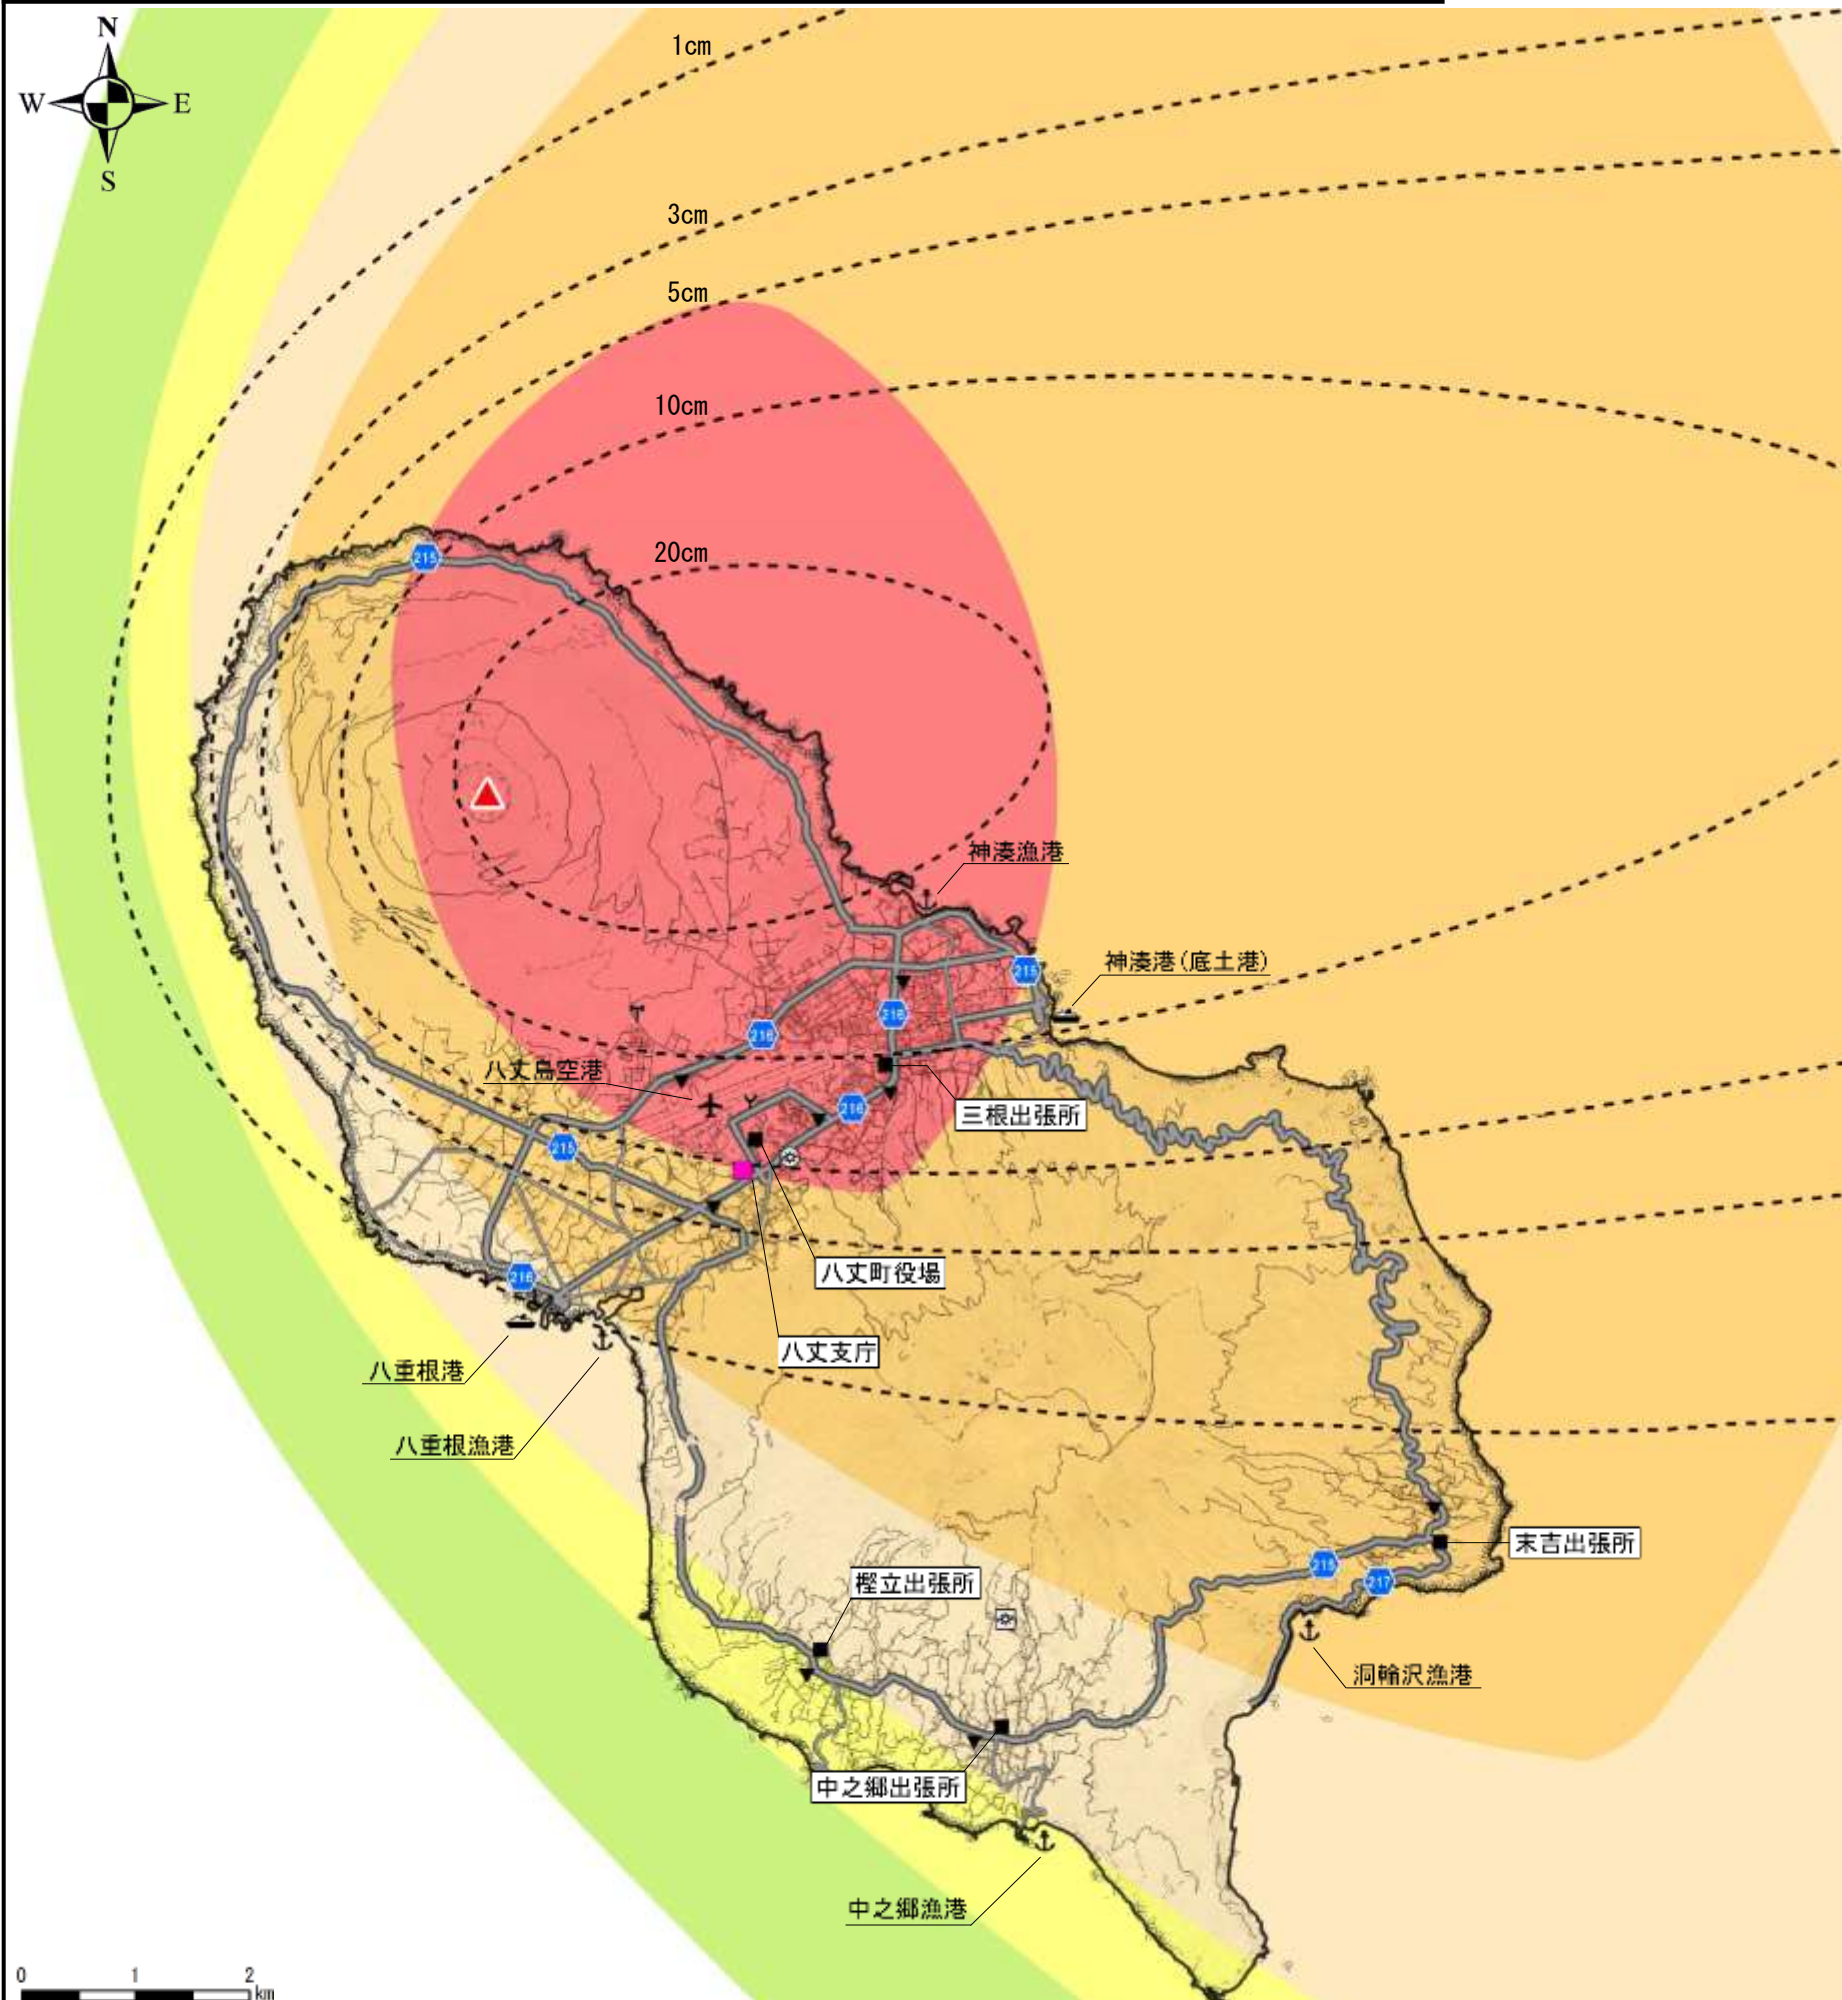 N
W E
S
1cm
3cm
5cm
10cm
20cm
215
神湊漁港
神湊港(底土港)
215
216
216
八丈島空港
216
三根出張所
215
八丈町役場
216
八丈支庁
八重根港
八重根漁港
末吉出張所
215
217
樫立出張所
洞輪沢漁港
中之郷出張所
中之郷漁港
0 1 2
km